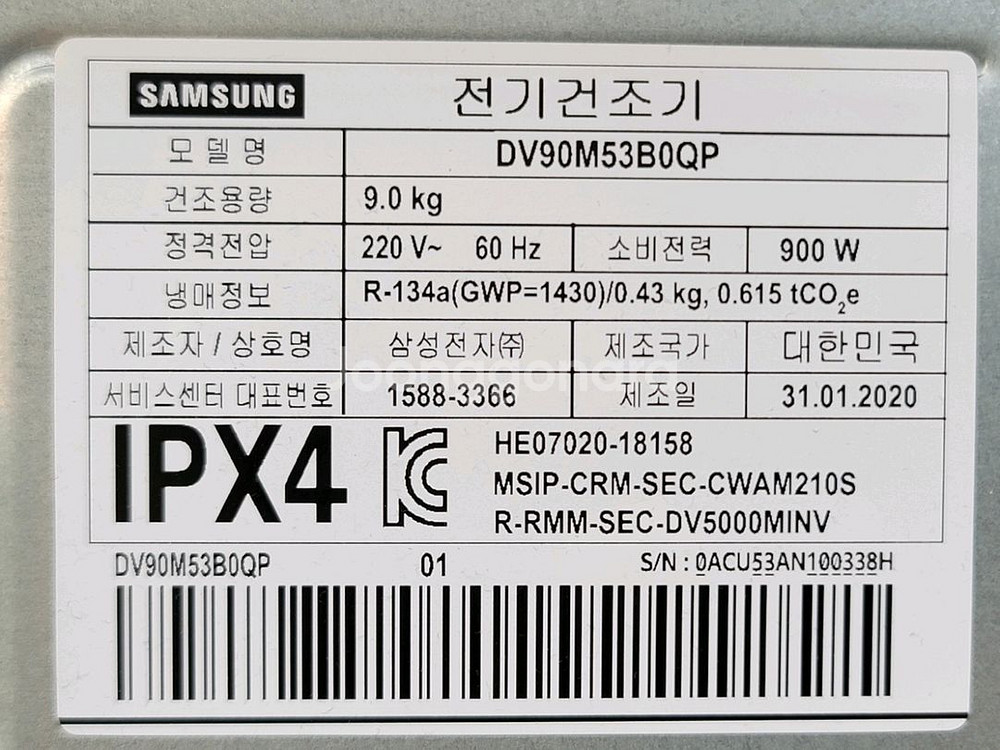 SAMSUNG 전기건조기
모델명 DV90M53B0QP
건조용량 9.0 kg
정격전압 220 V~ 60 Hz 소비전력 900 W
냉매정보 R-134a(GWP=1430)/0.43 kg, 0.615 tCO2e
제조자 / 상호명 삼성전자㈜ 제조국가 대한민국
서비스센터 대표번호 1588-3366 제조일 31.01.2020
IPX4 HE07020-18158
MSIP-CRM-SEC-CWAM210S
R-RMM-SEC-DV5000MINV
DV90M53B0QP 01 S/N : 0ACU53AN100338H